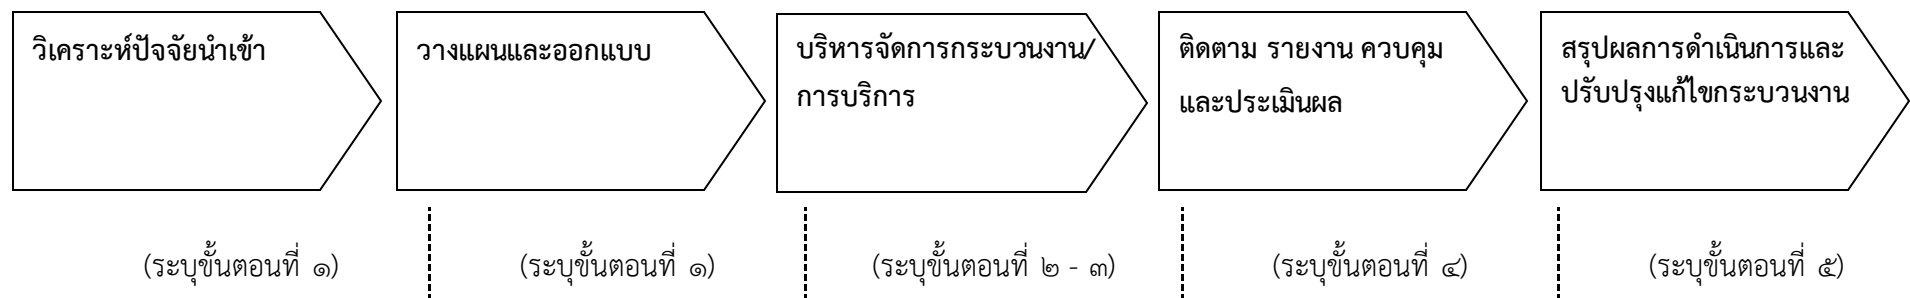 วิเคราะห์ปัจจัยนำเข้า
วางแผนและออกแบบ
บริหารจัดการกระบวนงาน/
การบริการ
ติดตาม รายงาน ควบคุม
และประเมินผล
สรุปผลการดำเนินการและ
ปรับปรุงแก้ไขกระบวนงาน
(ระบุขั้นตอนที่ ๑)
(ระบุขั้นตอนที่ ๑)
(ระบุขั้นตอนที่ ๒ - ๓)
(ระบุขั้นตอนที่ ๔)
(ระบุขั้นตอนที่ ๕)